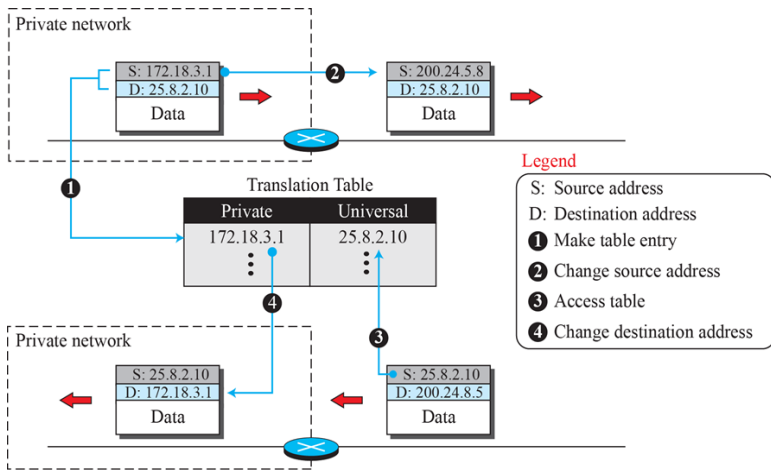 Private network
S: 172.18.3.1
D: 25.8.2.10
Data
2
S: 200.24.5.8
D: 25.8.2.10
Data
1
Translation Table
Private Universal
172.18.3.1 25.8.2.10
4
3
Private network
S: 25.8.2.10
D: 172.18.3.1
Data
S: 25.8.2.10
D: 200.24.8.5
Data
Legend
S: Source address
D: Destination address
1 Make table entry
2 Change source address
3 Access table
4 Change destination address